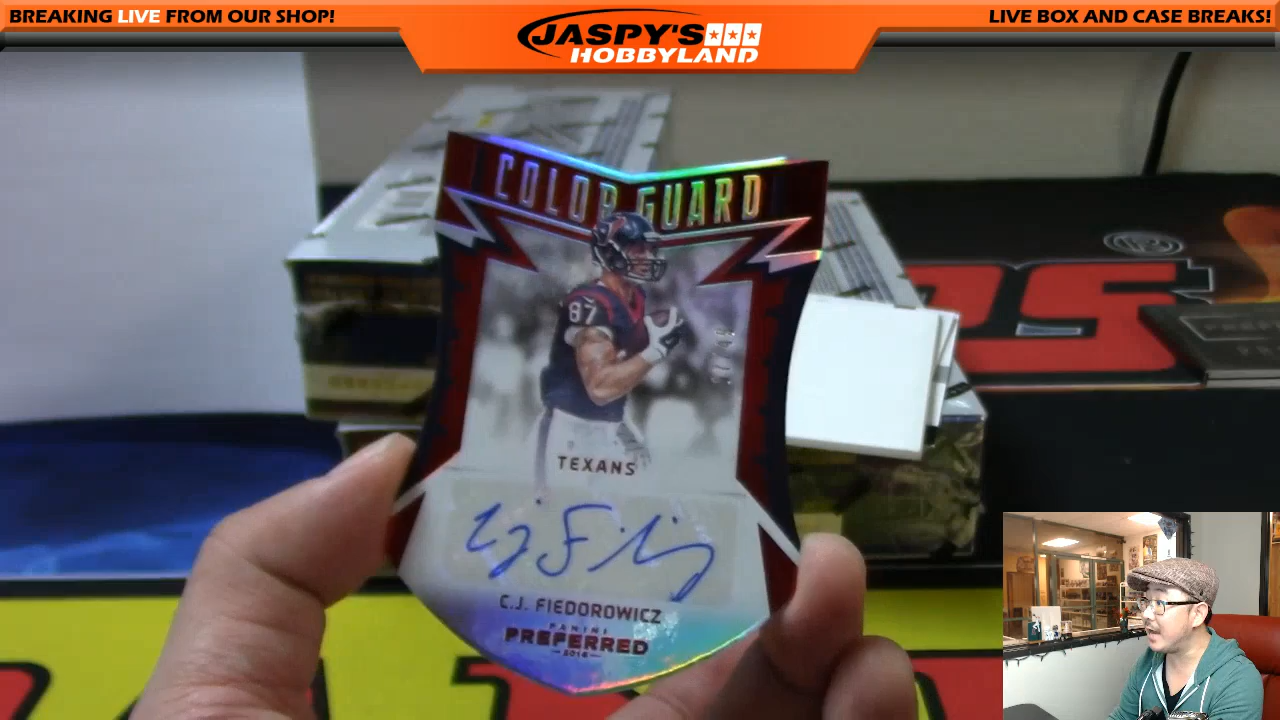 BREAKING LIVE FROM OUR SHOP!
JASPY'S
HOBBYLAND
LIVE BOX AND CASE BREAKS!
COLOR GUARD
87
TEXANS
C.J. FIEDOROWICZ
PANINI
PREFERRED